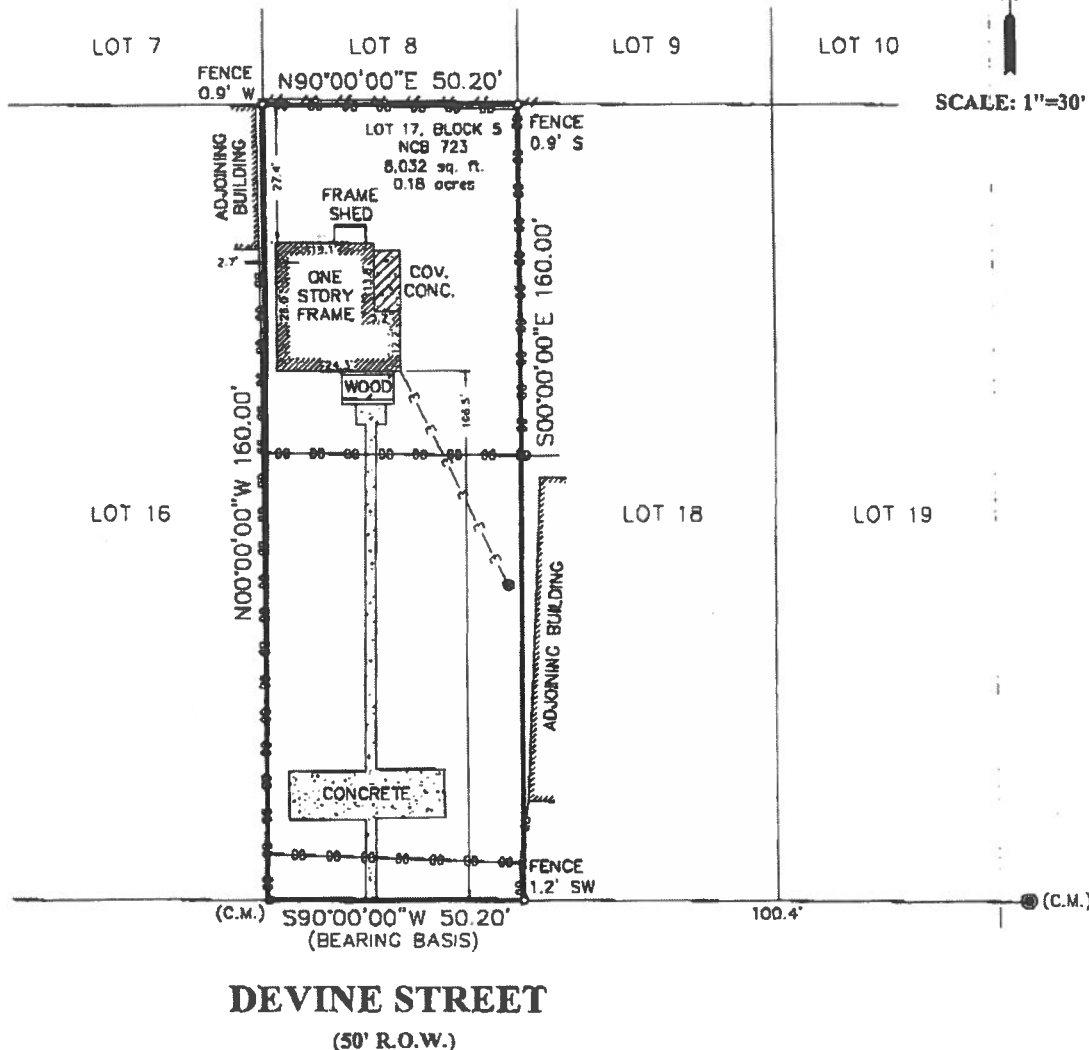 LOT 7
LOT 8
LOT 9
LOT 10
FENCE
0.9' W
N90°00'00"E 50.20'
SCALE: 1"=30'
LOT 17, BLOCK 5
NCB 723
8,032 sq. ft.
0.18 acres
FENCE
0.9' S
ADJOINING
BUILDING
27.4'
FRAME
SHED
2.7'
ONE
STORY
FRAME
COV.
CONC.
24.3'
WOOD
106.5'
S00°00'00"E 160.00'
N00°00'00"W 160.00'
LOT 16
LOT 18
LOT 19
ADJOINING BUILDING
CONCRETE
FENCE
1.2' SW
(C.M.)
S90°00'00"W 50.20'
(BEARING BASIS)
100.4'
(C.M.)
DEVINE STREET
(50' R.O.W.)